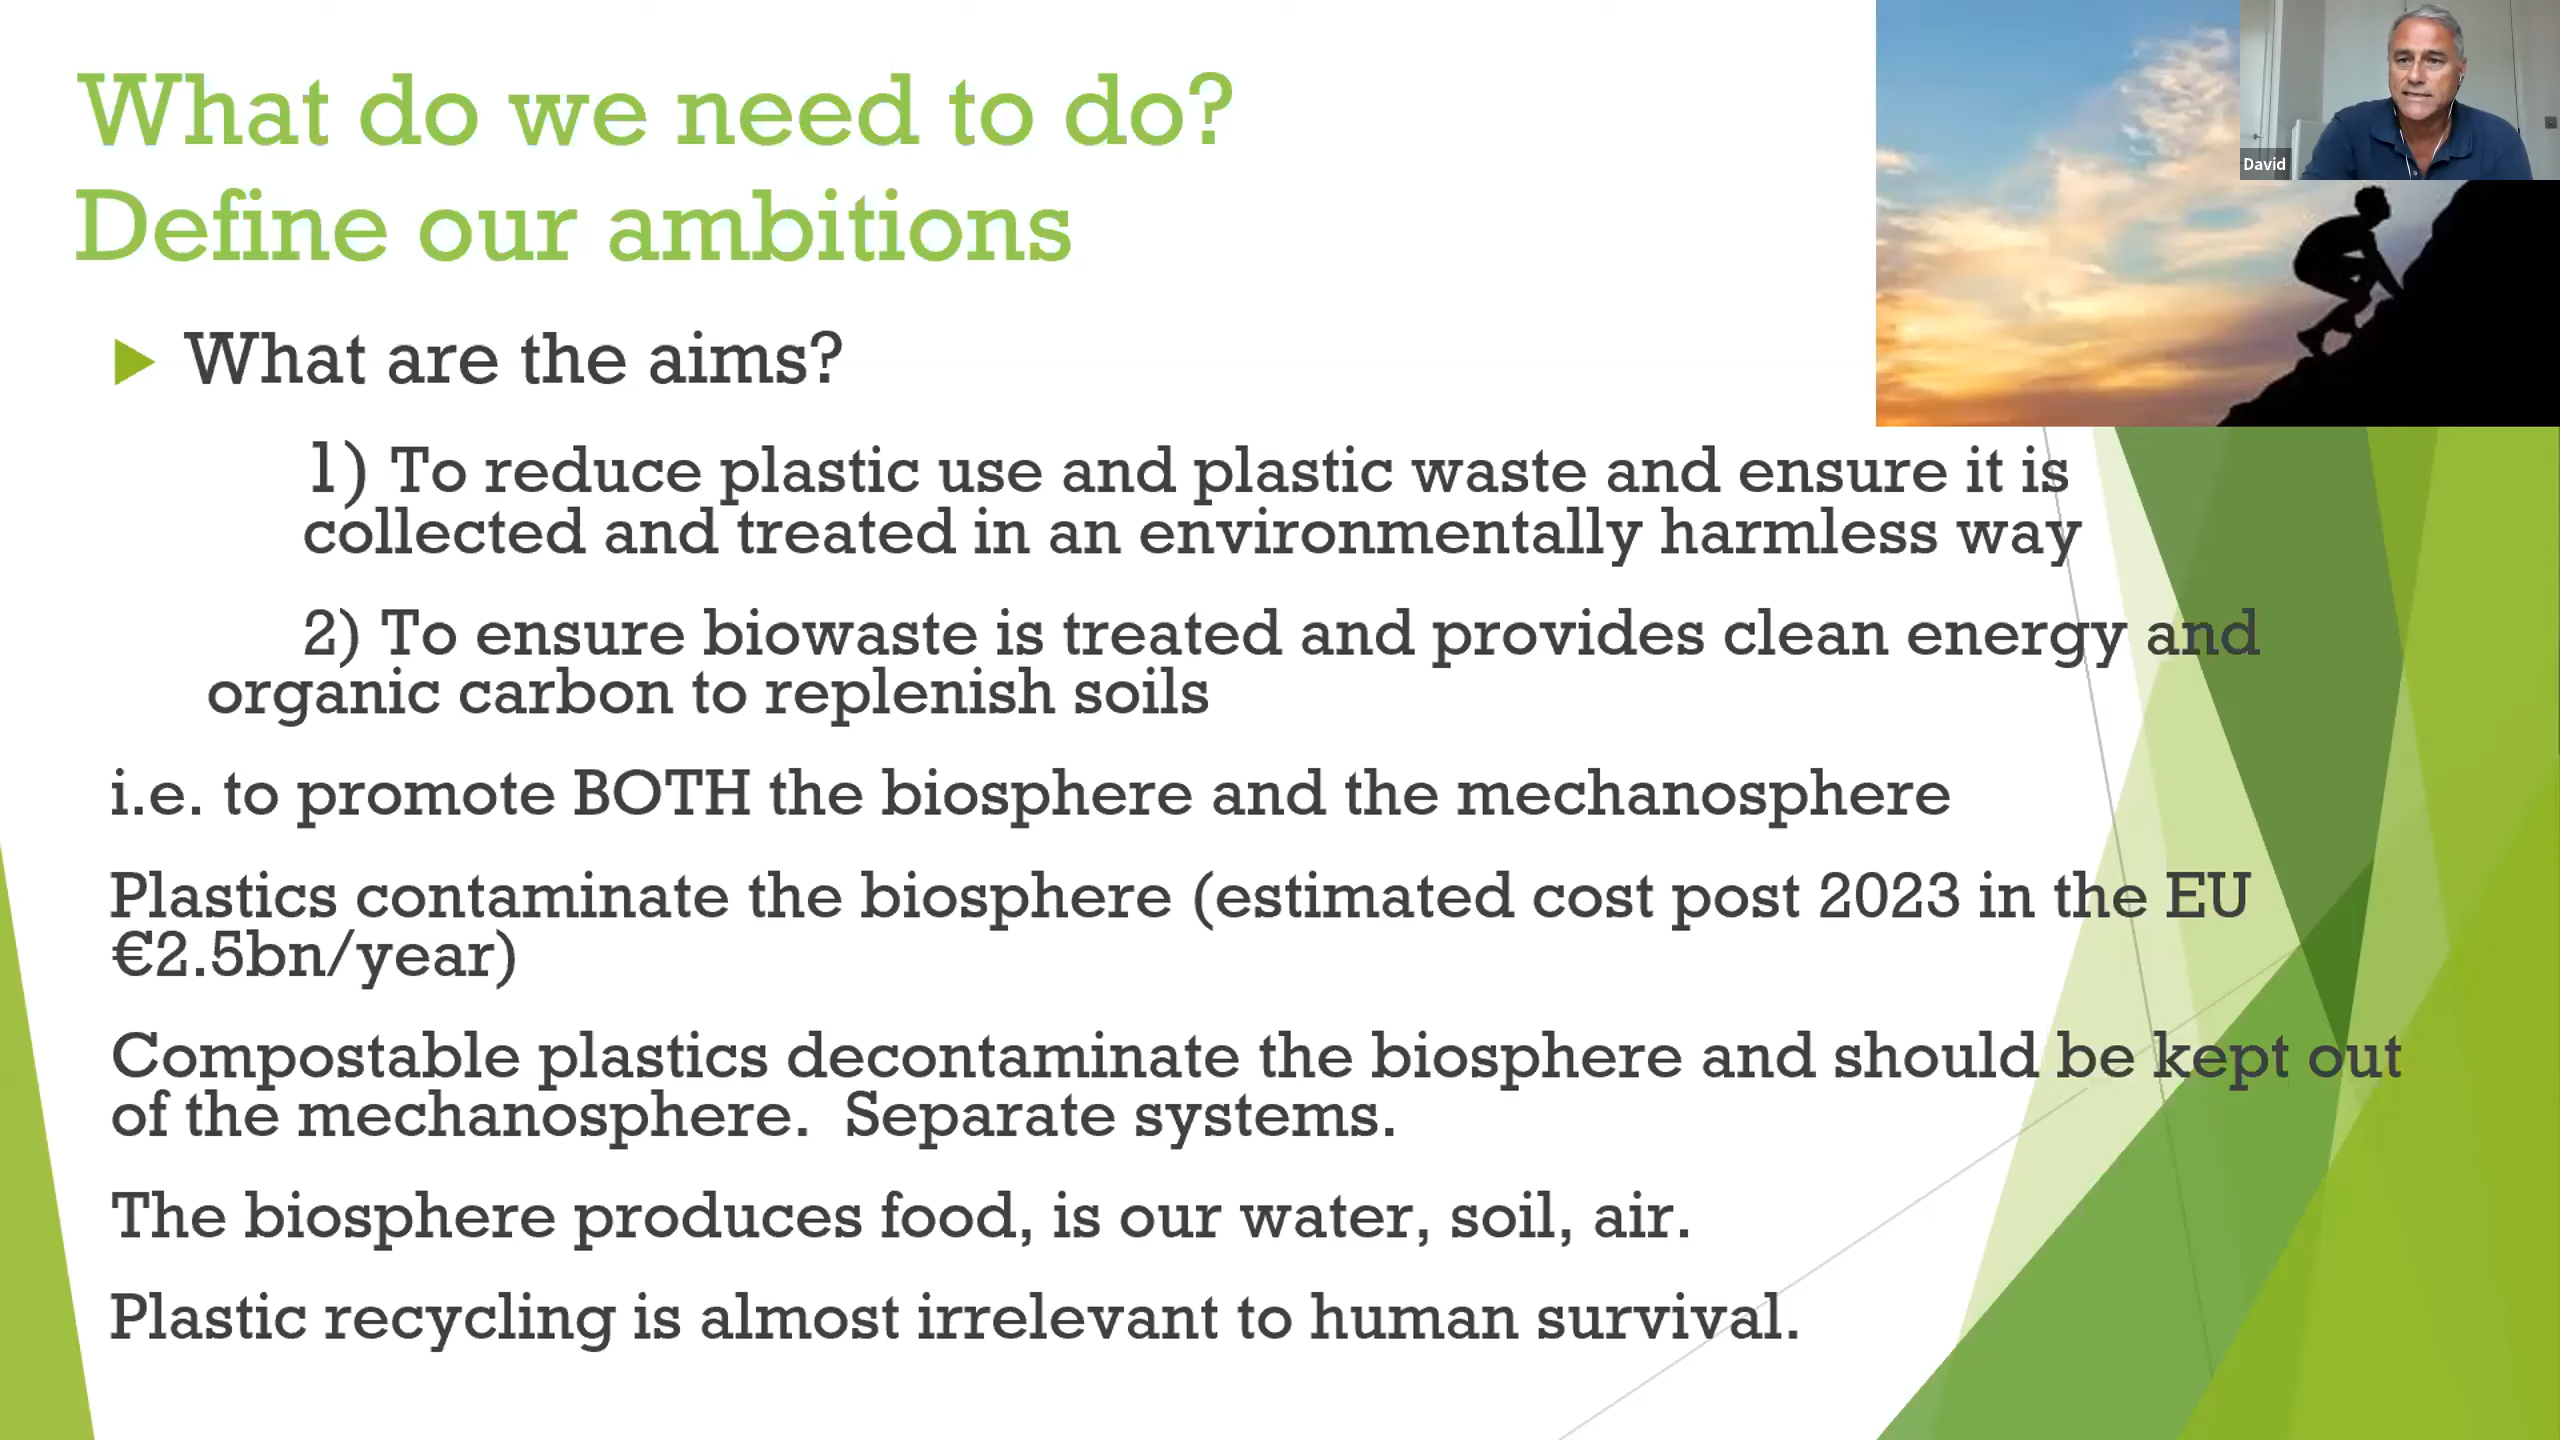 What do we need to do?
Define our ambitions
David
What are the aims?
1) To reduce plastic use and plastic waste and ensure it is
collected and treated in an environmentally harmless way
2) To ensure biowaste is treated and provides clean energy and
organic carbon to replenish soils
i.e. to promote BOTH the biosphere and the mechanosphere
Plastics contaminate the biosphere (estimated cost post 2023 in the EU
€2.5bn/year)
Compostable plastics decontaminate the biosphere and should be kept out
of the mechanosphere.  Separate systems.
The biosphere produces food, is our water, soil, air.
Plastic recycling is almost irrelevant to human survival.